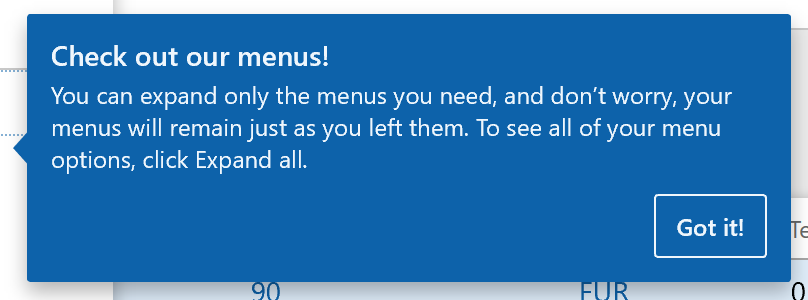 Check out our menus!
You can expand only the menus you need, and don’t worry, your
menus will remain just as you left them. To see all of your menu
options, click Expand all.
Got it!
90 EUR